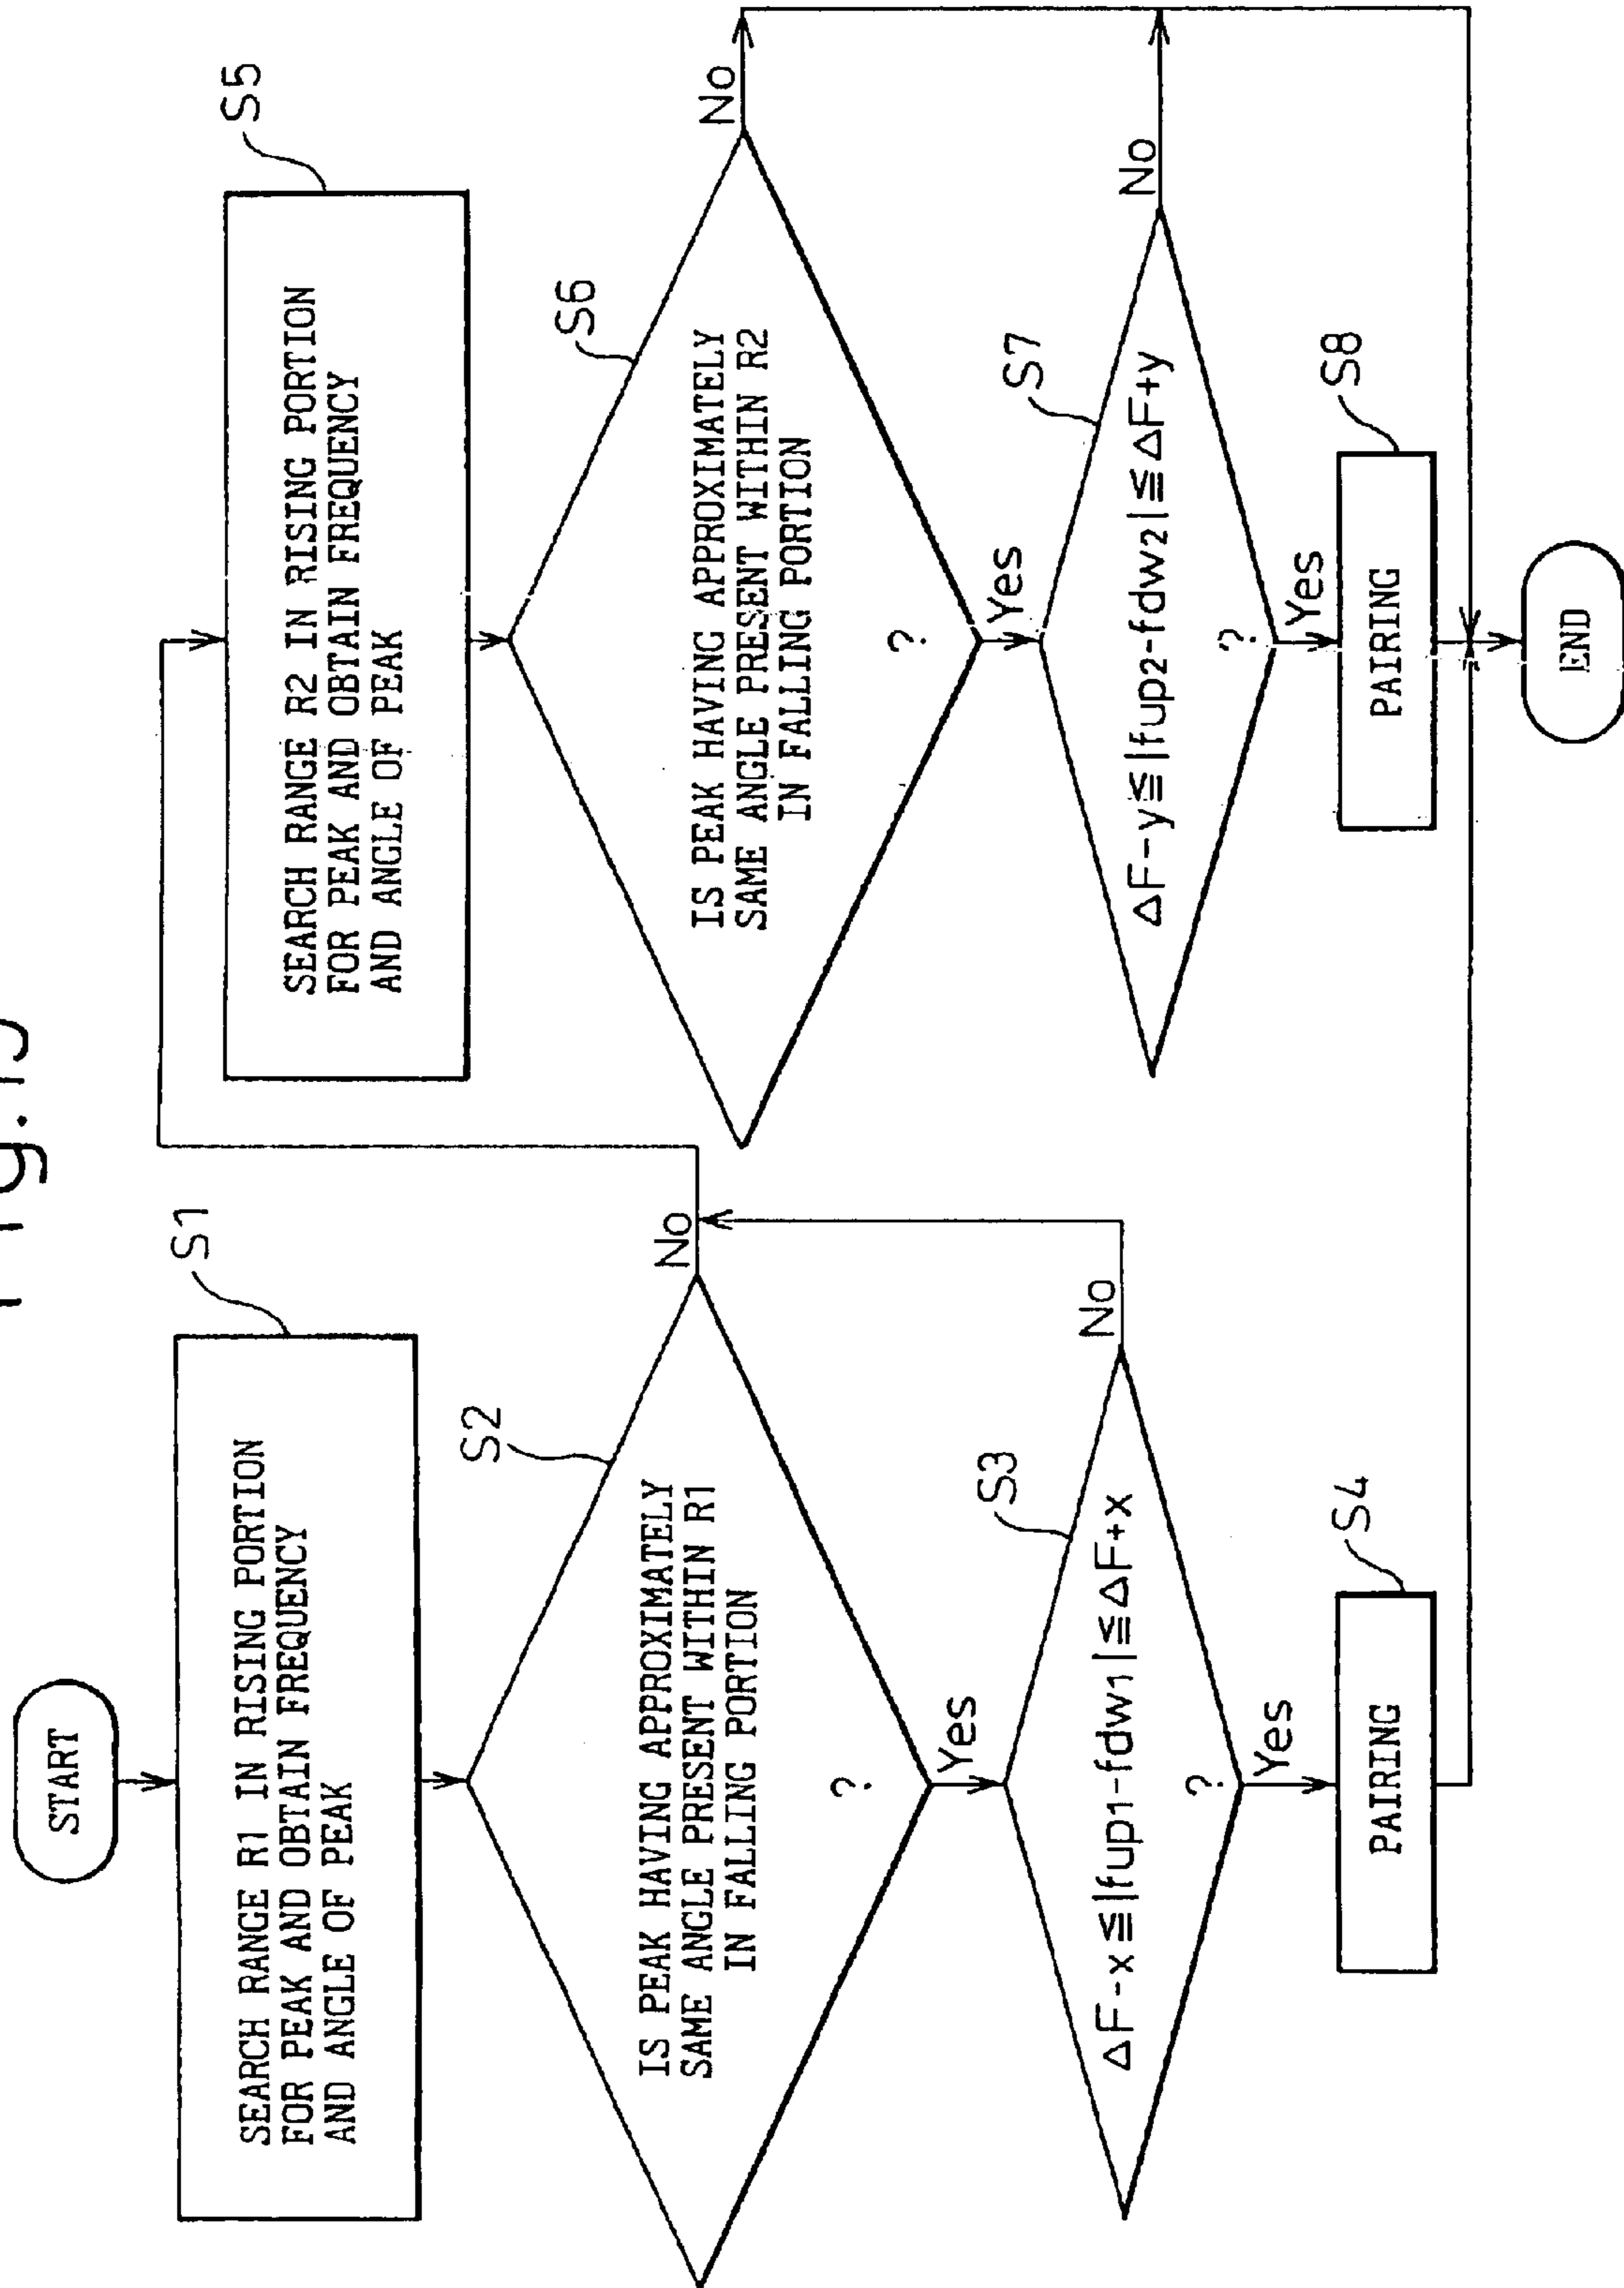 START
S1
SEARCH RANGE R1 IN RISING PORTION
FOR PEAK AND OBTAIN FREQUENCY
AND ANGLE OF PEAK
S2
IS PEAK HAVING APPROXIMATELY
SAME ANGLE PRESENT WITHIN R1
IN FALLING PORTION
?
No
Yes
S3
ΔF-x≦|fup1-fdw1|≦ΔF+x
?
No
Yes
S4
PAIRING
S5
SEARCH RANGE R2 IN RISING PORTION
FOR PEAK AND OBTAIN FREQUENCY
AND ANGLE OF PEAK
S6
IS PEAK HAVING APPROXIMATELY
SAME ANGLE PRESENT WITHIN R2
IN FALLING PORTION
?
No
Yes
S7
ΔF-y≦|fup2-fdw2|≦ΔF+y
?
No
Yes
S8
PAIRING
END